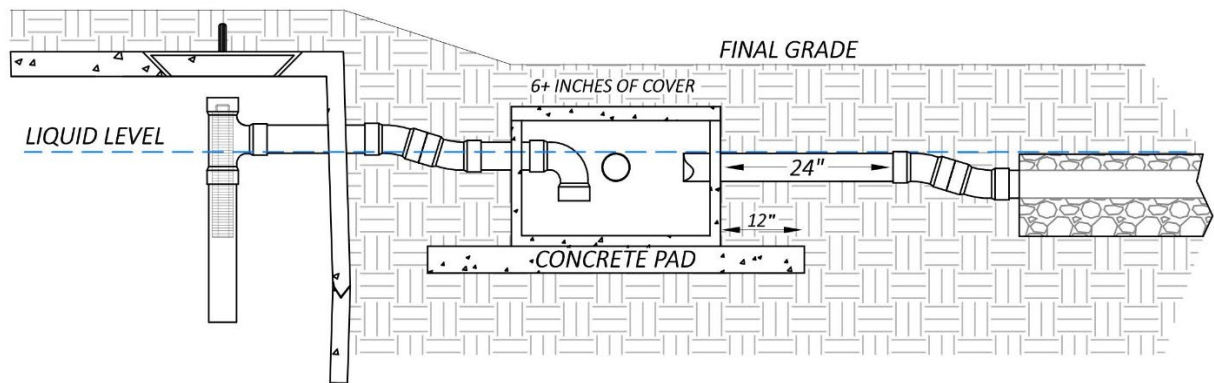 FINAL GRADE
6+ INCHES OF COVER
LIQUID LEVEL
24"
12"
CONCRETE PAD